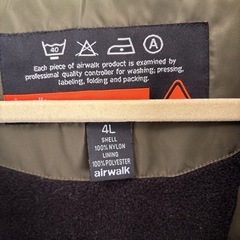 40
A
Each piece of airwalk product is examined by
professional quality controller for washing, pressing,
labeling, folding and packing.
4L
SHELL
100% NYLON
LINING
100% POLYESTER
airwalk